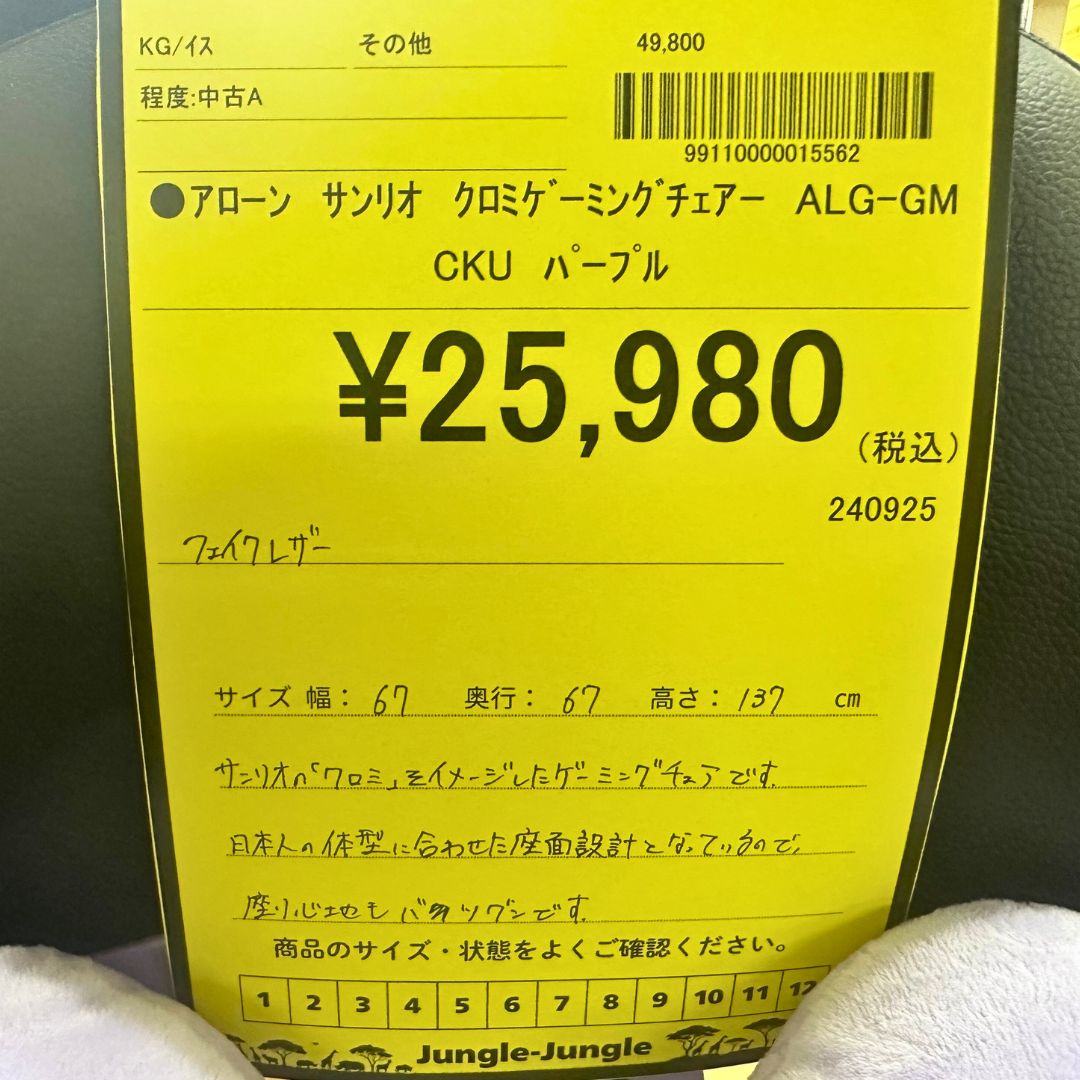 KG/ｲｽ その他 49,800
程度:中古A
99110000015562
●アローン サンリオ クロミｹﾞｰﾐﾝｸﾞチェアー ALG-GM
CKU ﾊﾟｰﾌﾟﾙ
¥25,980
(税込)
240925
フェイクレザー
サイズ 幅： 67 奥行： 67 高さ： 137 cm
サンリオの「クロミ」をイメージしたゲーミングチェアです。
日本人の体型に合わせた座面設計となっているので、
座り心地もバツグンです。
商品のサイズ・状態をよくご確認ください。
1 2 3 4 5 6 7 8 9 10 11 12
Jungle-Jungle